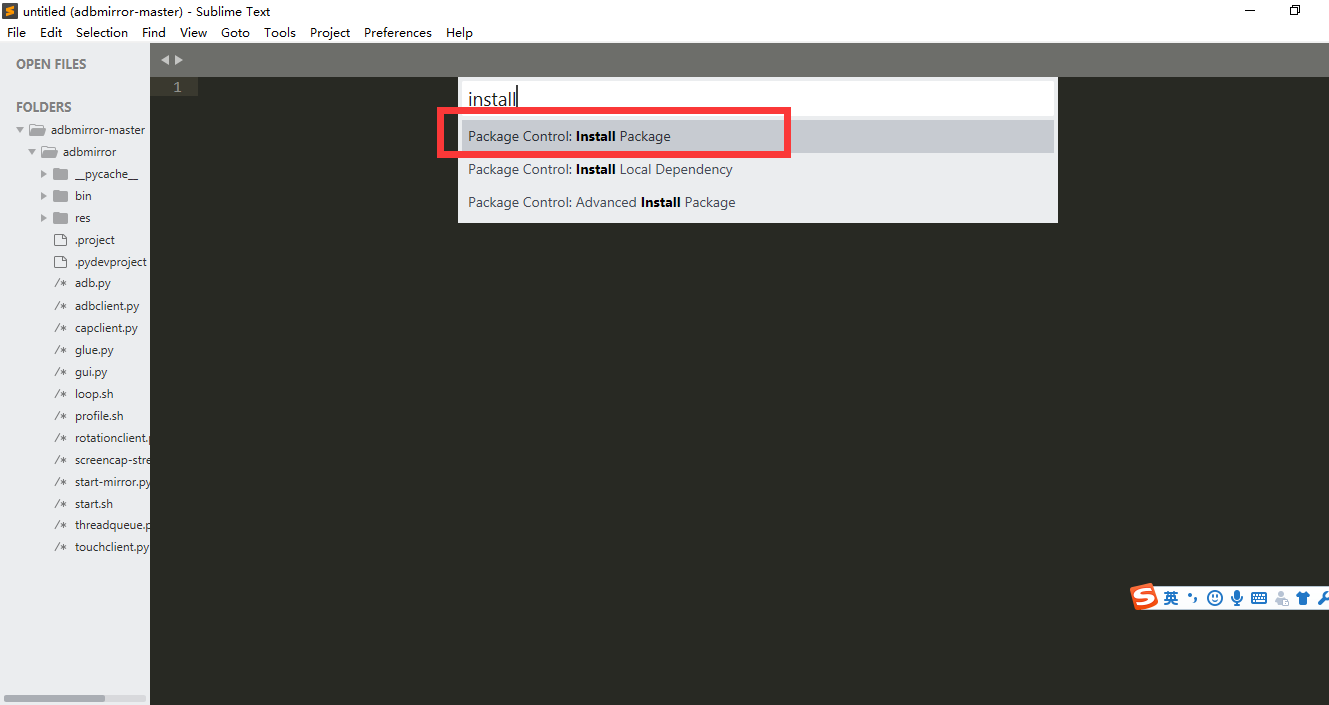 untitled (adbmirror-master) - Sublime Text
File Edit Selection Find View Goto Tools Project Preferences Help
OPEN FILES
FOLDERS
adbmirror-master
adbmirror
__pycache__
bin
res
.project
.pydevproject
/* adb.py
/* adbclient.py
/* capclient.py
/* glue.py
/* gui.py
/* loop.sh
/* profile.sh
/* rotationclient.p
/* screencap-stre
/* start-mirror.py
/* start.sh
/* threadqueue.p
/* touchclient.py
1
install
Package Control: Install Package
Package Control: Install Local Dependency
Package Control: Advanced Install Package
S 英